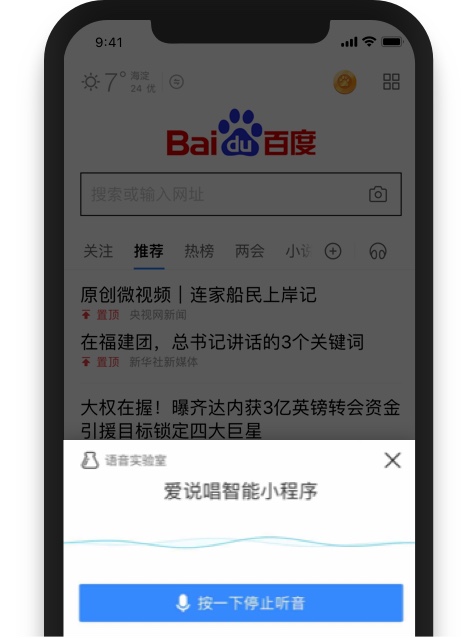 9:41
7° 海淀
24 优
Bai du 百度
搜索或输入网址
关注 推荐 热榜 两会 小说
原创微视频｜连家船民上岸记
置顶 央视网新闻
在福建团，总书记讲话的3个关键词
置顶 新华社新媒体
大权在握！曝齐达内获3亿英镑转会资金
引援目标锁定四大巨星
语音实验室
爱说唱智能小程序
按一下停止听音